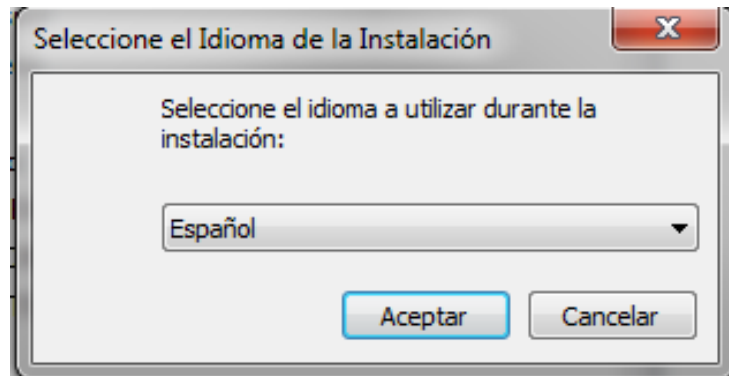 Seleccione el Idioma de la Instalación
Seleccione el idioma a utilizar durante la
instalación:
Español
Aceptar
Cancelar